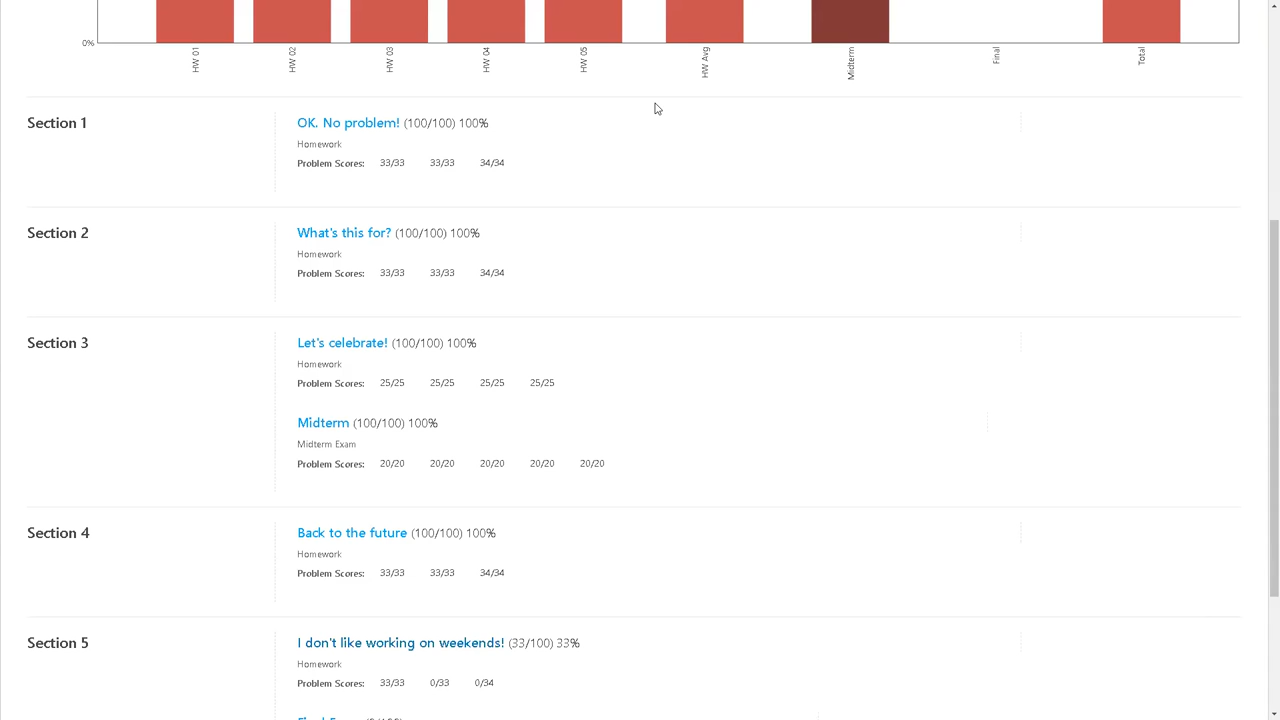 0%
HW 01
HW 02
HW 03
HW 04
HW 05
HW Avg
Midterm
Final
Total
Section 1
OK. No problem! (100/100) 100%
Homework
Problem Scores: 33/33 33/33 34/34
Section 2
What's this for? (100/100) 100%
Homework
Problem Scores: 33/33 33/33 34/34
Section 3
Let's celebrate! (100/100) 100%
Homework
Problem Scores: 25/25 25/25 25/25 25/25
Midterm (100/100) 100%
Midterm Exam
Problem Scores: 20/20 20/20 20/20 20/20 20/20
Section 4
Back to the future (100/100) 100%
Homework
Problem Scores: 33/33 33/33 34/34
Section 5
I don't like working on weekends! (33/100) 33%
Homework
Problem Scores: 33/33 0/33 0/34